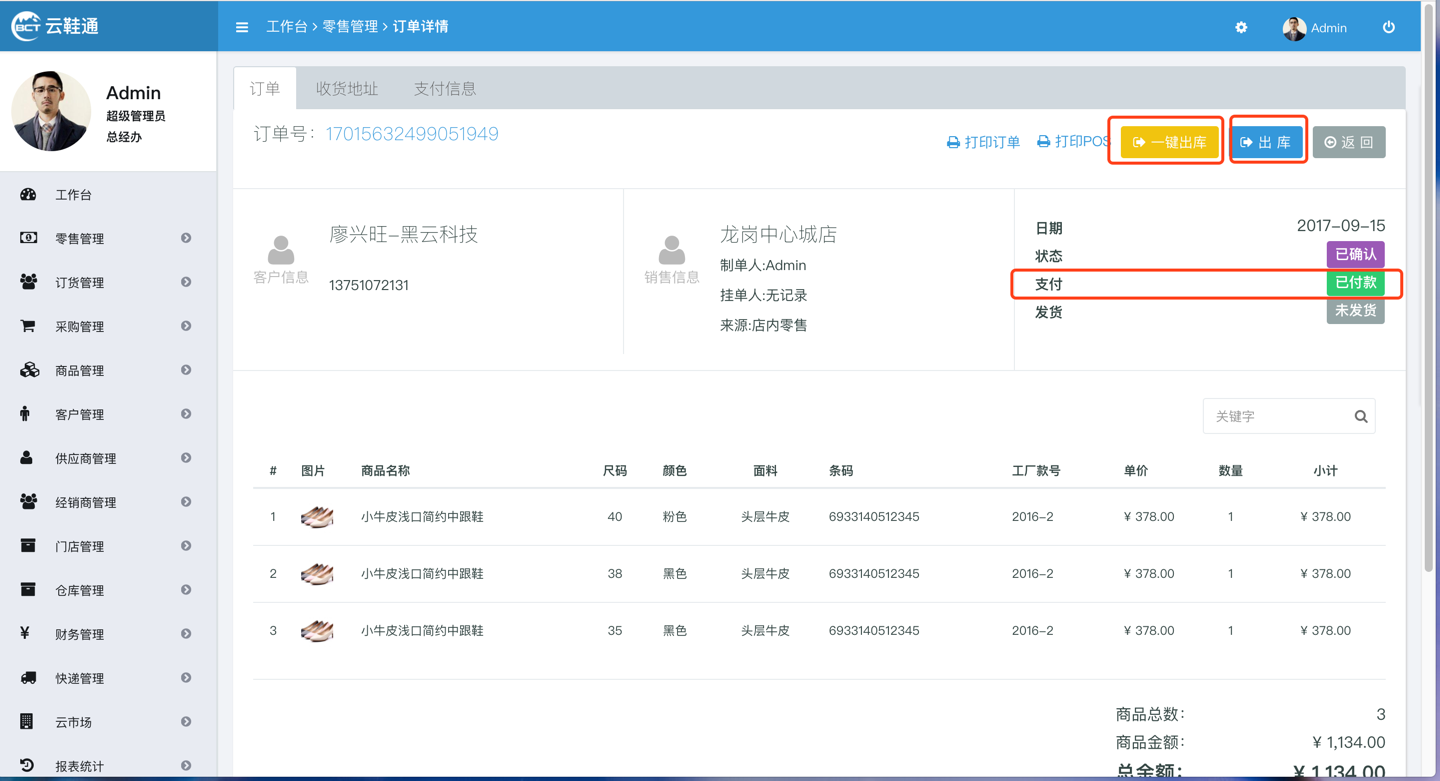 BCT 云鞋通
工作台 > 零售管理 > 订单详情
Admin
Admin
超级管理员
总经办
工作台
零售管理
订货管理
采购管理
商品管理
客户管理
供应商管理
经销商管理
门店管理
仓库管理
财务管理
快递管理
云市场
报表统计
订单 收货地址 支付信息
订单号: 17015632499051949
打印订单 打印POS 一键出库 出 库 返 回
客户信息
廖兴旺-黑云科技
13751072131
销售信息
龙岗中心城店
制单人:Admin
挂单人:无记录
来源:店内零售
日期 2017-09-15
状态 已确认
支付 已付款
发货 未发货
关键字
# 图片 商品名称 尺码 颜色 面料 条码 工厂款号 单价 数量 小计
1 小牛皮浅口简约中跟鞋 40 粉色 头层牛皮 6933140512345 2016-2 ¥ 378.00 1 ¥ 378.00
2 小牛皮浅口简约中跟鞋 38 黑色 头层牛皮 6933140512345 2016-2 ¥ 378.00 1 ¥ 378.00
3 小牛皮浅口简约中跟鞋 35 黑色 头层牛皮 6933140512345 2016-2 ¥ 378.00 1 ¥ 378.00
商品总数: 3
商品金额: ¥ 1,134.00
总金额: ¥ 1,134.00